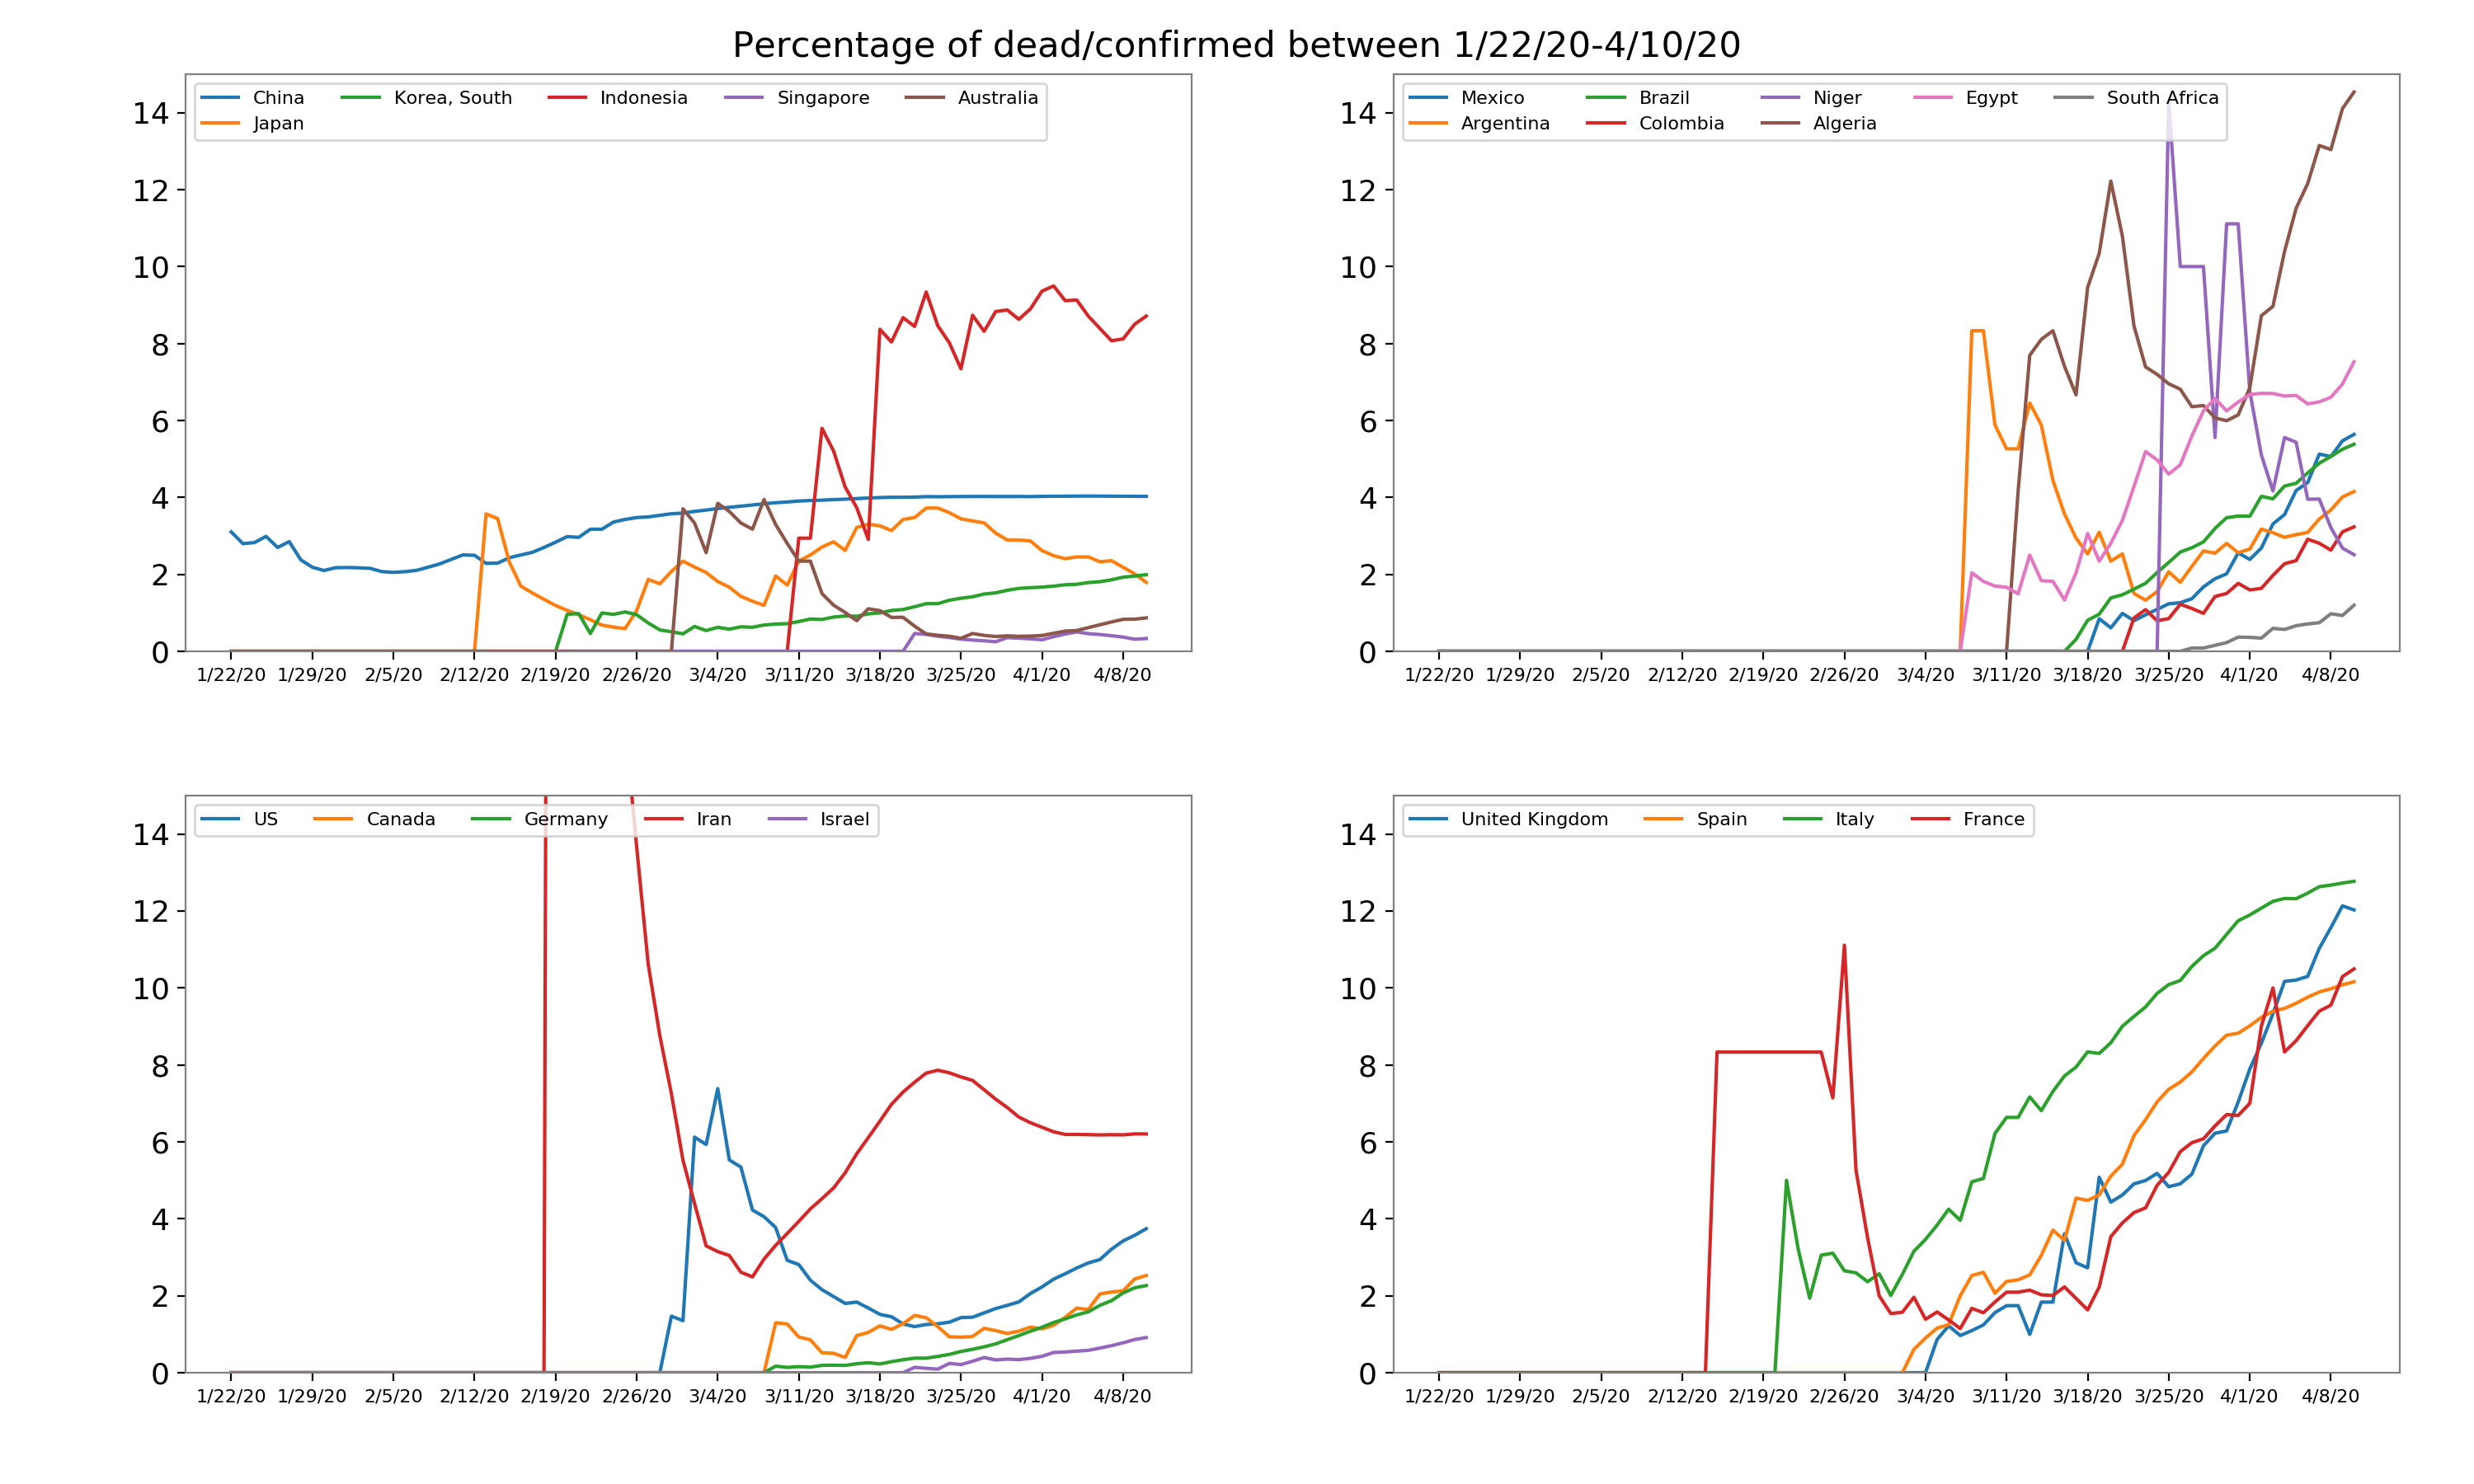 Percentage of dead/confirmed between 1/22/20-4/10/20
China Korea, South Indonesia Singapore Australia
Japan
14
12
10
8
6
4
2
0
1/22/20 1/29/20 2/5/20 2/12/20 2/19/20 2/26/20 3/4/20 3/11/20 3/18/20 3/25/20 4/1/20 4/8/20
Mexico Brazil Niger Egypt South Africa
Argentina Colombia Algeria
14
12
10
8
6
4
2
0
1/22/20 1/29/20 2/5/20 2/12/20 2/19/20 2/26/20 3/4/20 3/11/20 3/18/20 3/25/20 4/1/20 4/8/20
US Canada Germany Iran Israel
14
12
10
8
6
4
2
0
1/22/20 1/29/20 2/5/20 2/12/20 2/19/20 2/26/20 3/4/20 3/11/20 3/18/20 3/25/20 4/1/20 4/8/20
United Kingdom Spain Italy France
14
12
10
8
6
4
2
0
1/22/20 1/29/20 2/5/20 2/12/20 2/19/20 2/26/20 3/4/20 3/11/20 3/18/20 3/25/20 4/1/20 4/8/20